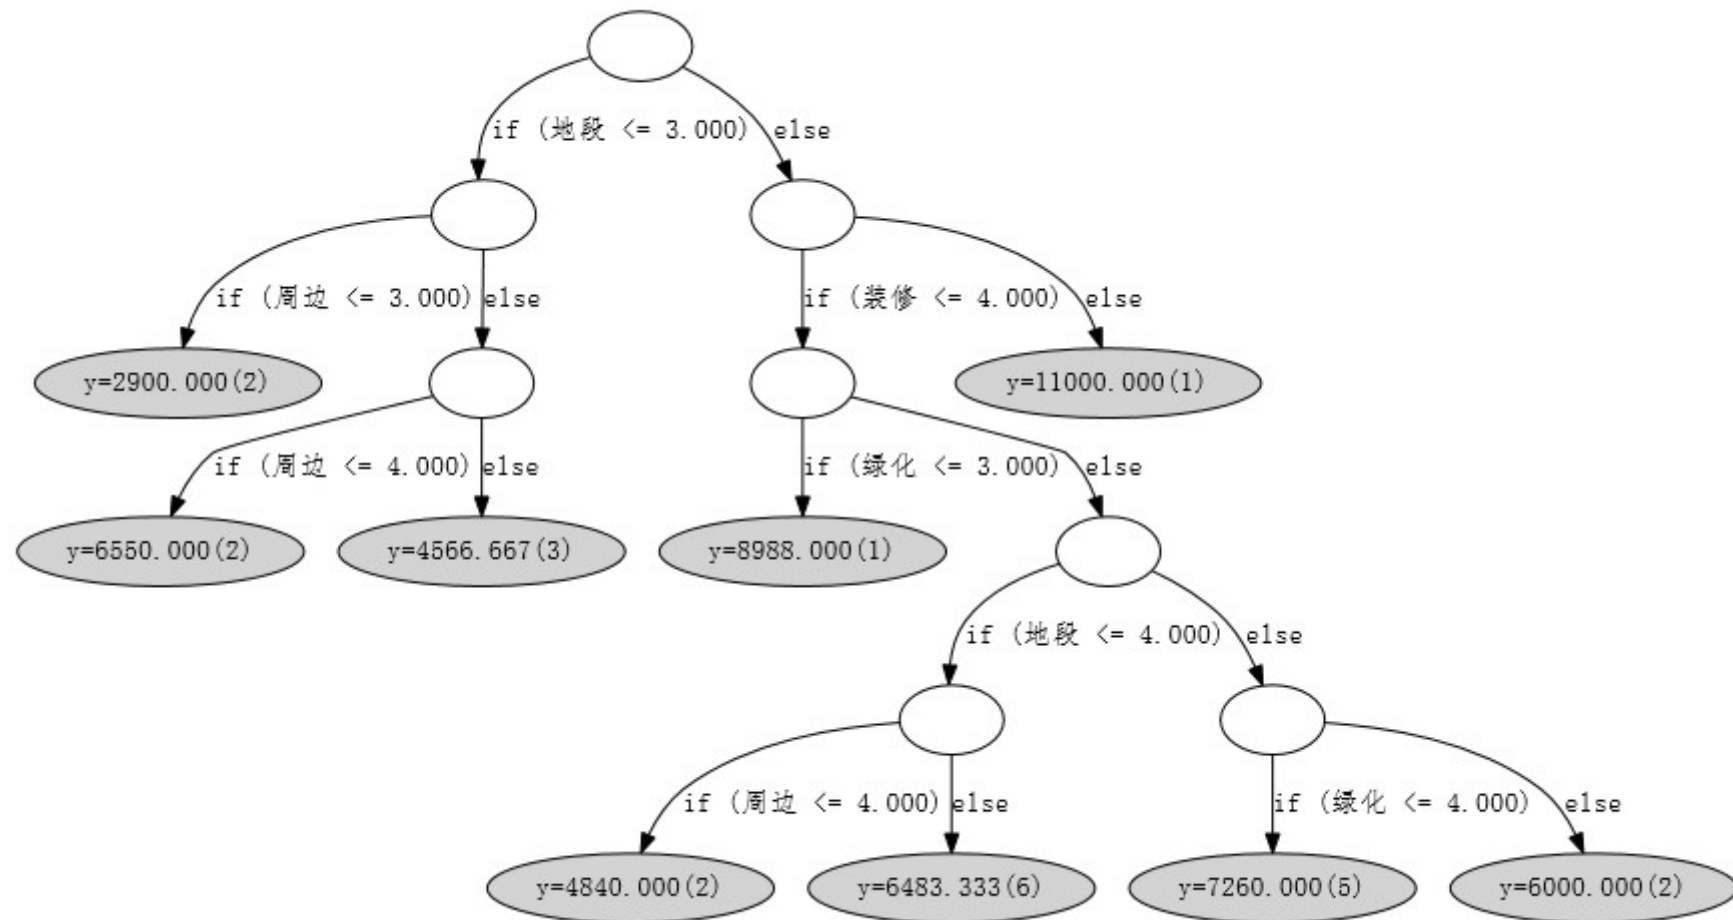 if (地段 <= 3.000) else
if (周边 <= 3.000) else if (装修 <= 4.000) else
y=2900.000(2) y=11000.000(1)
if (周边 <= 4.000) else if (绿化 <= 3.000) else
y=6550.000(2) y=4566.667(3) y=8988.000(1)
if (地段 <= 4.000) else
if (周边 <= 4.000) else if (绿化 <= 4.000) else
y=4840.000(2) y=6483.333(6) y=7260.000(5) y=6000.000(2)